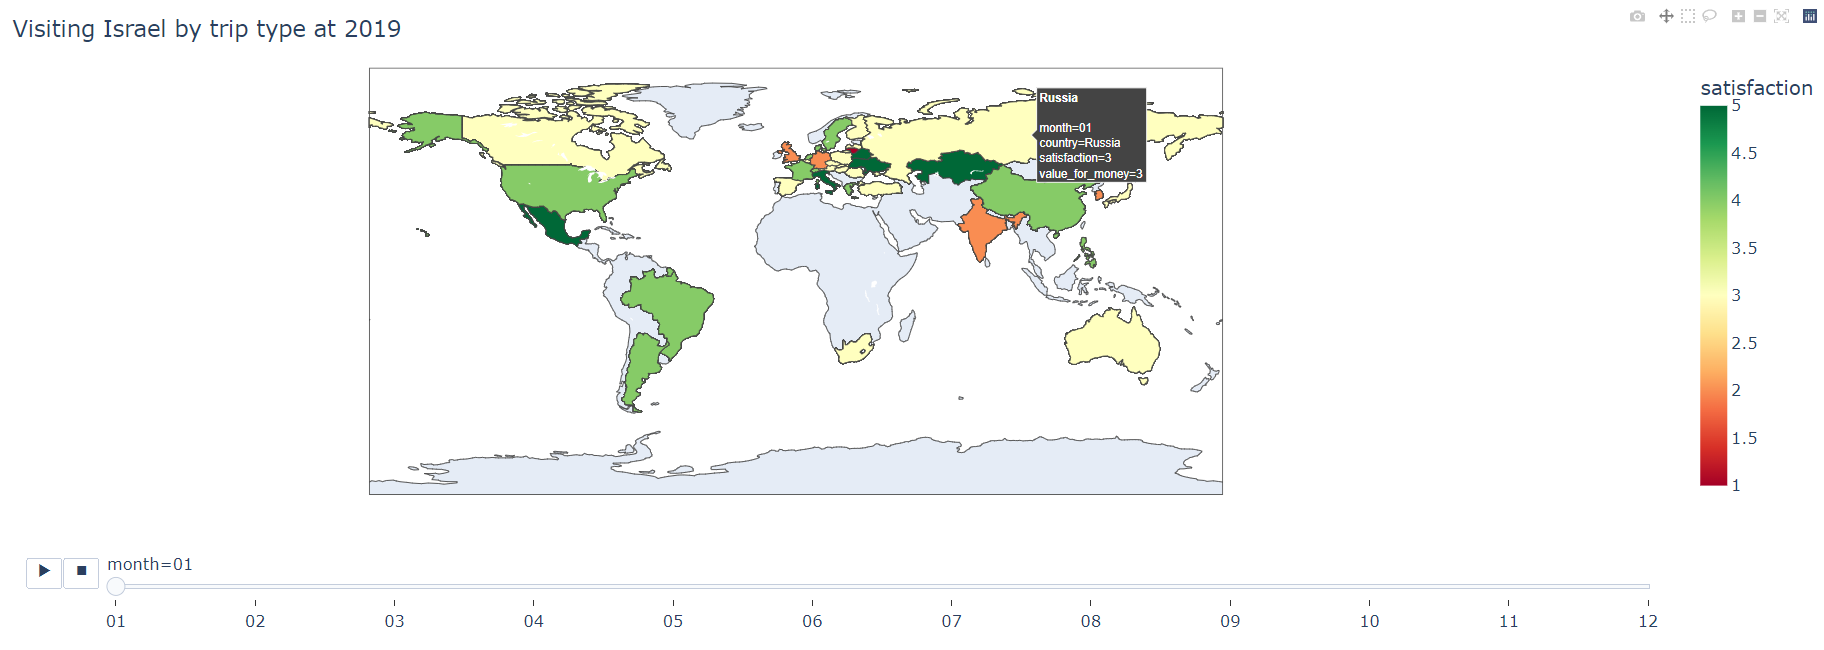 Visiting Israel by trip type at 2019
Russia
month=01
country=Russia
satisfaction=3
value_for_money=3
satisfaction
5
4.5
4
3.5
3
2.5
2
1.5
1
month=01
01 02 03 04 05 06 07 08 09 10 11 12